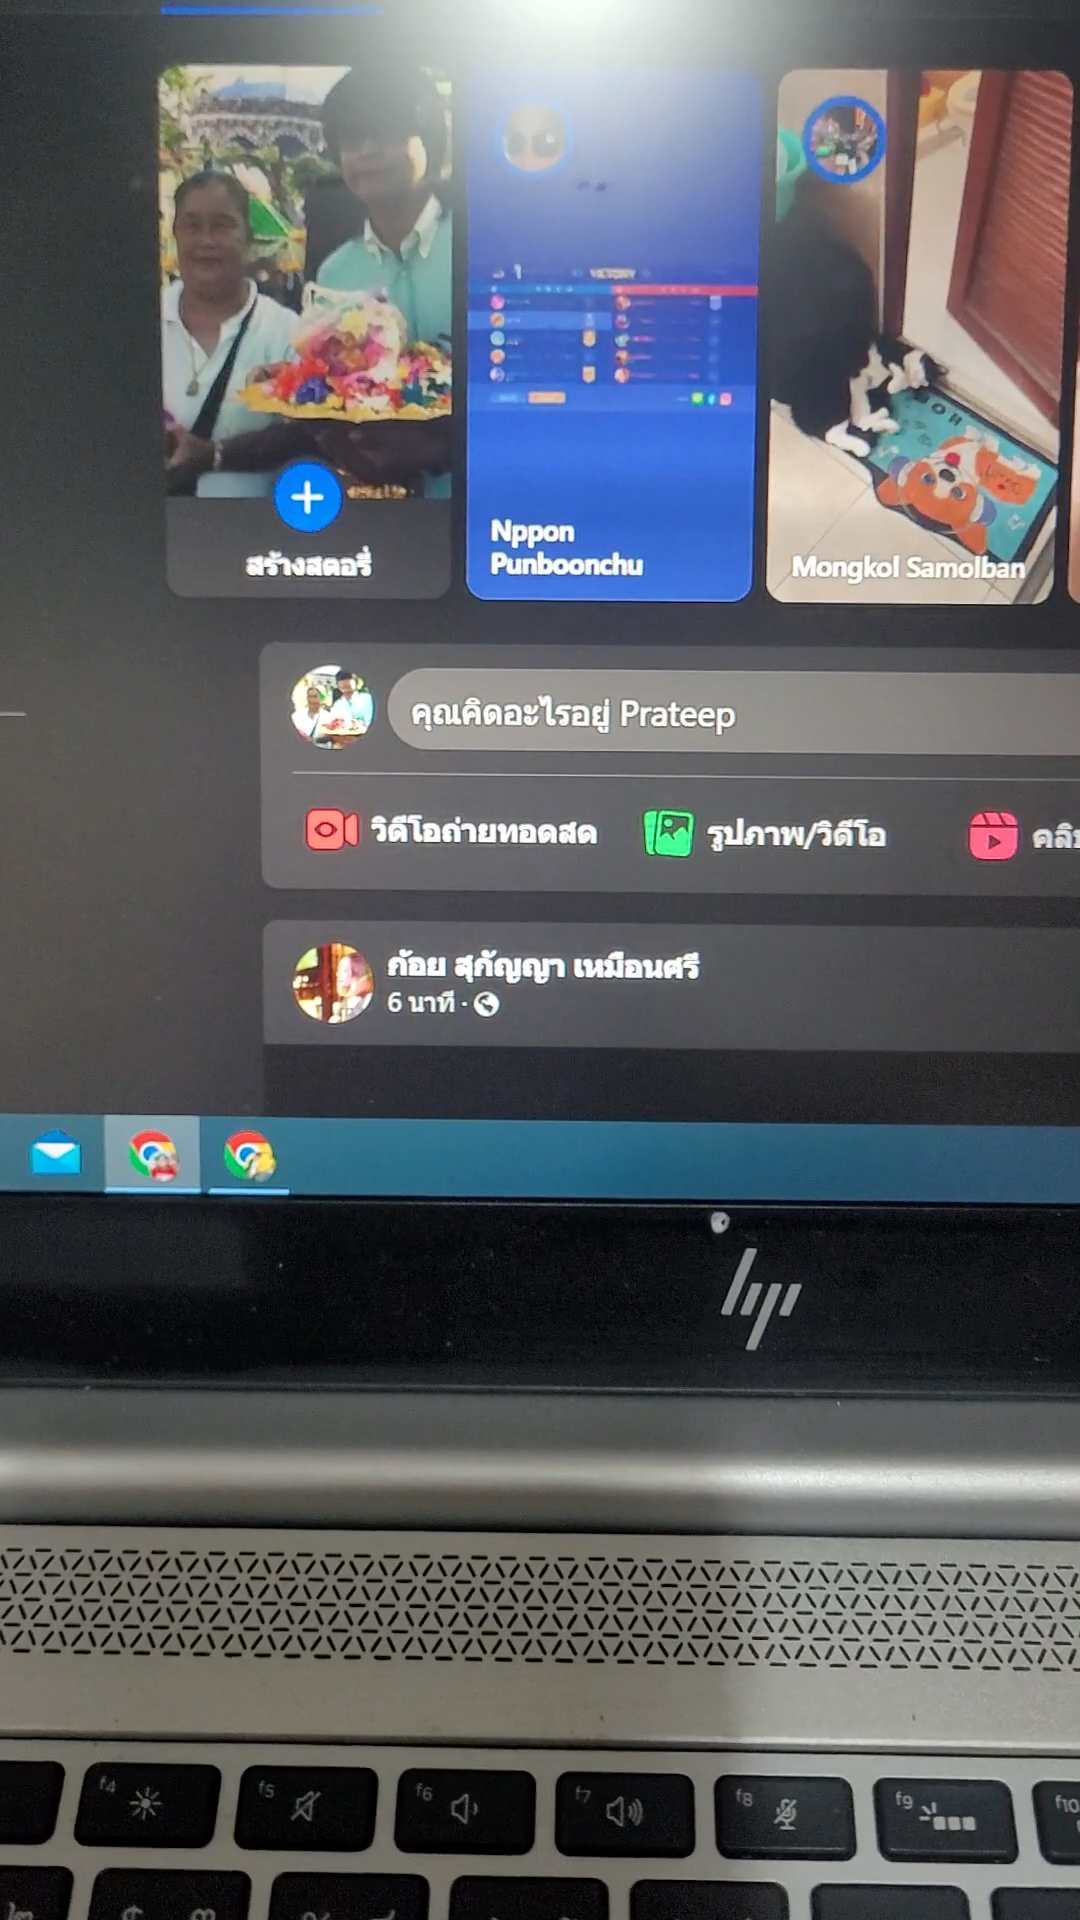 VICTORY
Nppon
Punboonchu
สร้างสตอรี่
Mongkol Samolban
คุณคิดอะไรอยู่ Prateep
วิดีโอถ่ายทอดสด
รูปภาพ/วิดีโอ
ก้อย สุกัญญา เหมือนศรี
6 นาที ·
hp
f4
f5
f6
f7
f8
f9
f10